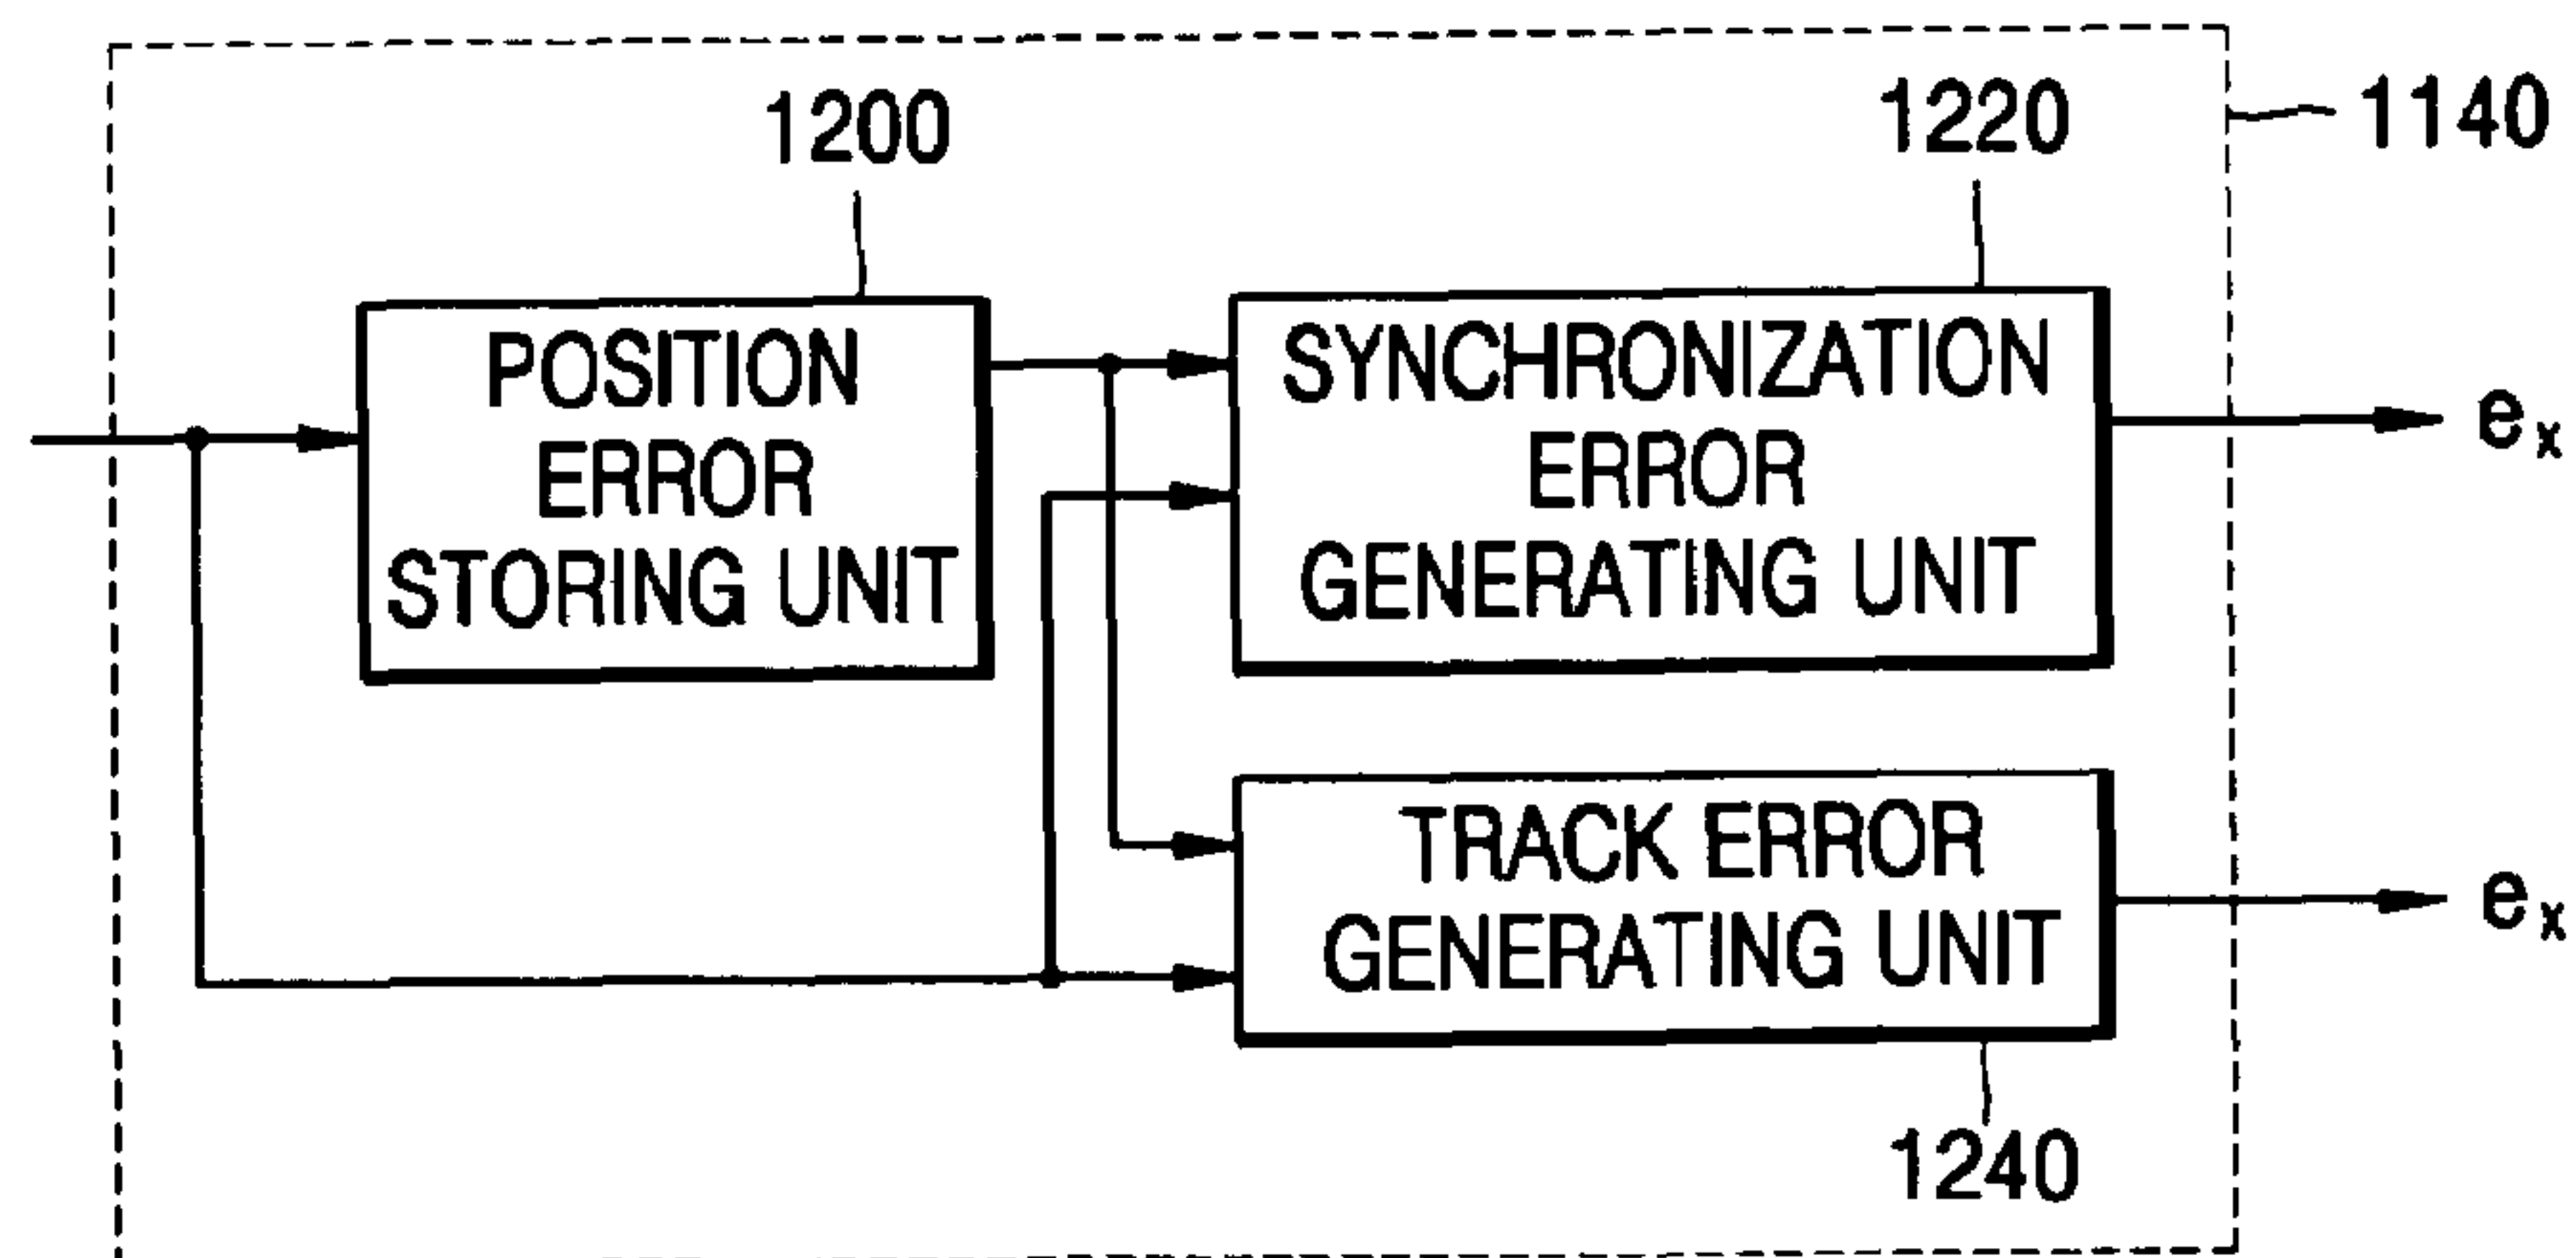 1200
1220
1140
POSITION
ERROR
STORING UNIT
SYNCHRONIZATION
ERROR
GENERATING UNIT
eₓ
TRACK ERROR
GENERATING UNIT
eₓ
1240